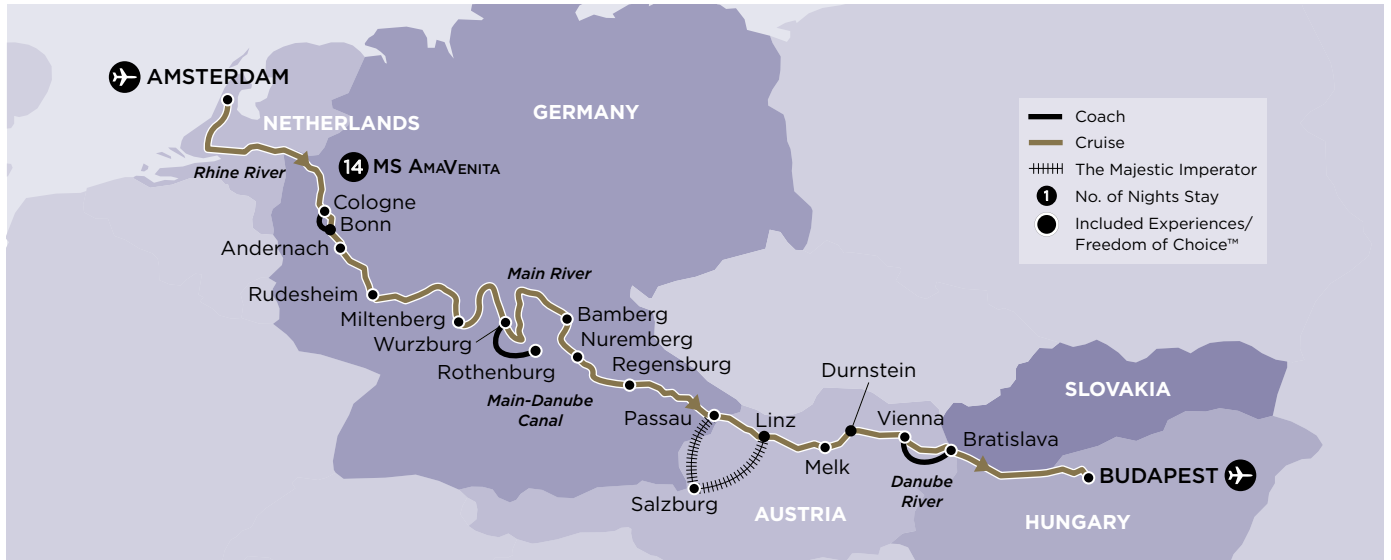 AMSTERDAM
GERMANY
NETHERLANDS
Rhine River
14 MS AMAVENITA
Cologne
Bonn
Andernach
Main River
Rudesheim
Miltenberg
Bamberg
Wurzburg
Nuremberg
Rothenburg
Regensburg
Main-Danube
Canal
Passau
Linz
Durnstein
Melk
Vienna
Bratislava
SLOVAKIA
Danube
River
BUDAPEST
Salzburg
AUSTRIA
HUNGARY
Coach
Cruise
The Majestic Imperator
1 No. of Nights Stay
Included Experiences/
Freedom of Choice™